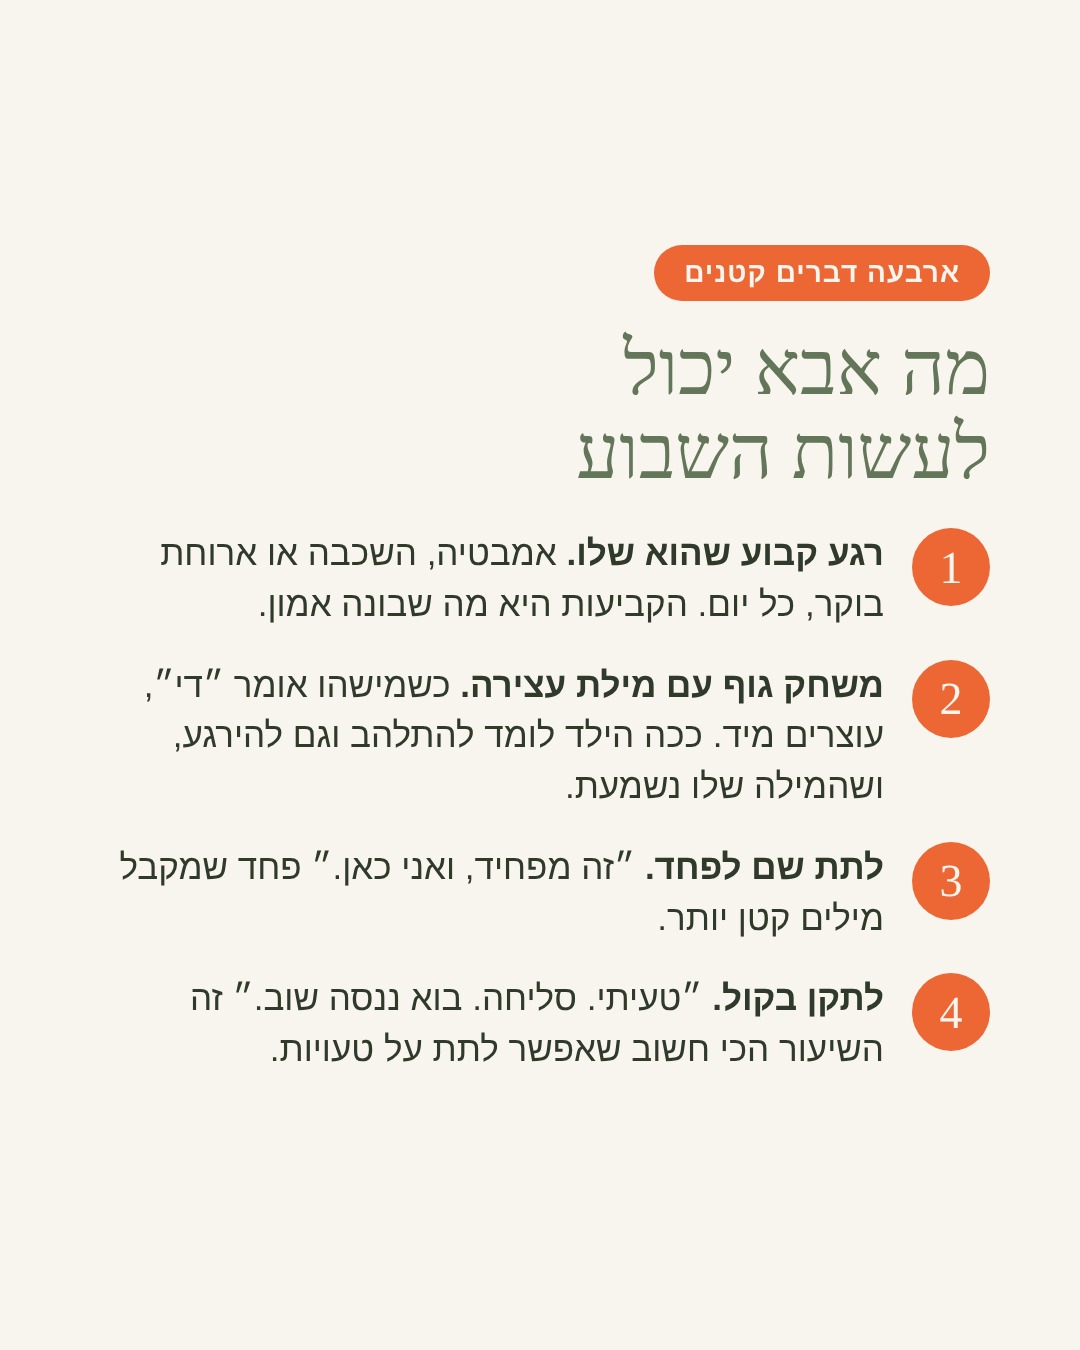 ארבעה דברים קטנים
מה אבא יכול
לעשות השבוע
1 רגע קבוע שהוא שלו. אמבטיה, השכבה או ארוחת
בוקר, כל יום. הקביעות היא מה שבונה אמון.
2 משחק גוף עם מילת עצירה. כשמישהו אומר ״די״,
עוצרים מיד. ככה הילד לומד להתלהב וגם להירגע,
ושהמילה שלו נשמעת.
3 לתת שם לפחד. ״זה מפחיד, ואני כאן.״ פחד שמקבל
מילים קטן יותר.
4 לתקן בקול. ״טעיתי. סליחה. בוא ננסה שוב.״ זה
השיעור הכי חשוב שאפשר לתת על טעויות.